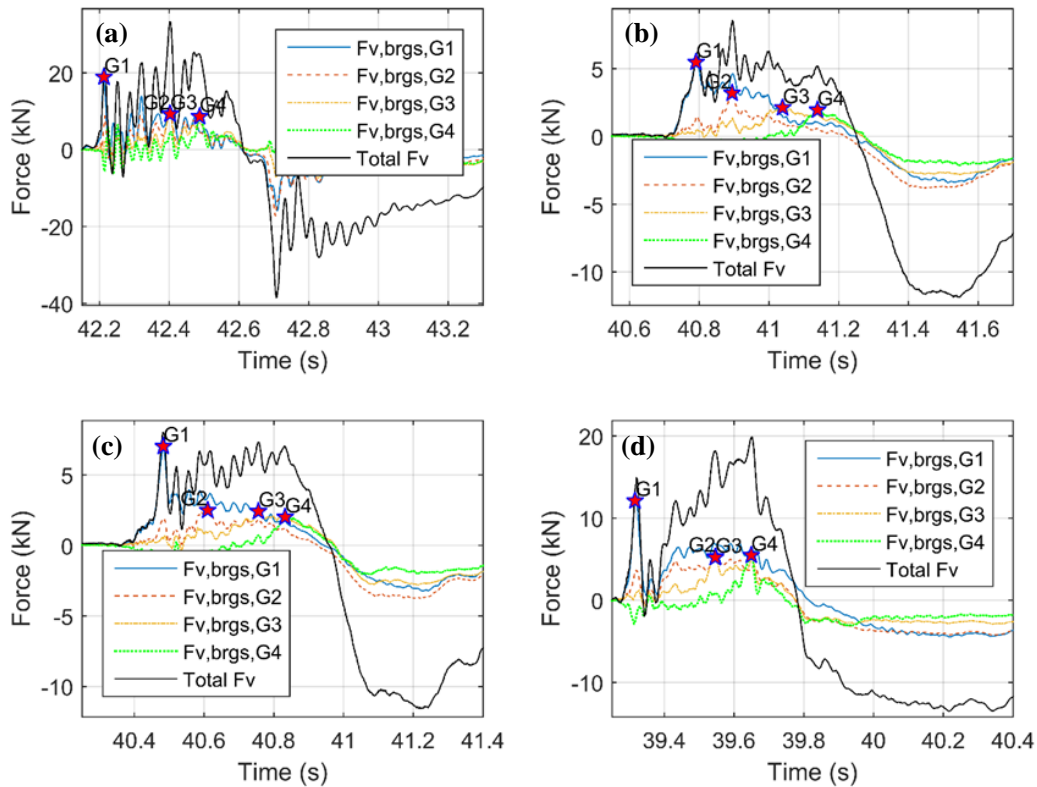 (a)
G1
G2 G3 G4
Fv,brgs,G1
Fv,brgs,G2
Fv,brgs,G3
Fv,brgs,G4
Total Fv
20
0
-20
-40
Force (kN)
42.2 42.4 42.6 42.8 43 43.2
Time (s)
(b)
G1
G2
G3 G4
Fv,brgs,G1
Fv,brgs,G2
Fv,brgs,G3
Fv,brgs,G4
Total Fv
5
0
-5
-10
Force (kN)
40.6 40.8 41 41.2 41.4 41.6
Time (s)
(c)
G1
G2 G3 G4
Fv,brgs,G1
Fv,brgs,G2
Fv,brgs,G3
Fv,brgs,G4
Total Fv
5
0
-5
-10
Force (kN)
40.4 40.6 40.8 41 41.2 41.4
Time (s)
(d)
G1
G2 G3 G4
Fv,brgs,G1
Fv,brgs,G2
Fv,brgs,G3
Fv,brgs,G4
Total Fv
20
10
0
-10
Force (kN)
39.4 39.6 39.8 40 40.2 40.4
Time (s)